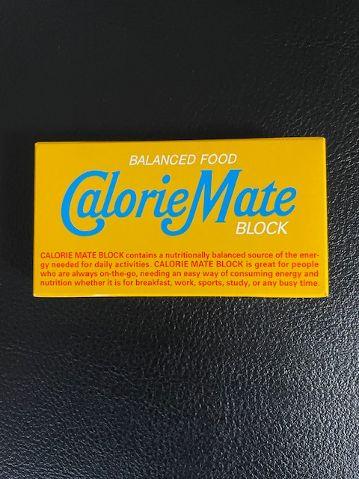 BALANCED FOOD
CalorieMate
BLOCK
CALORIE MATE BLOCK contains a nutritionally balanced source of the ener-
gy needed for daily activities. CALORIE MATE BLOCK is great for people
who are always on-the-go, needing an easy way of consuming energy and
nutrition whether it is for breakfast, work, sports, study, or any busy time.